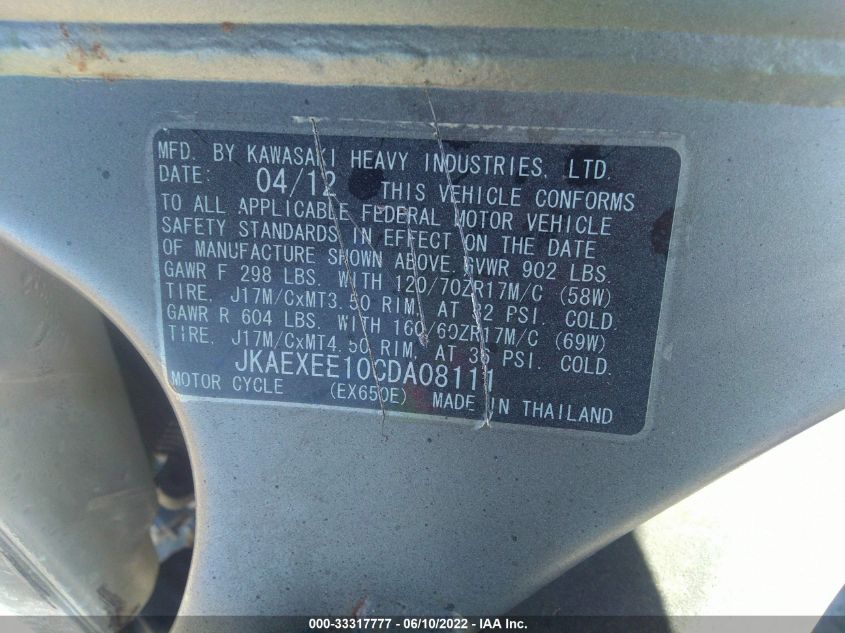 MFD. BY KAWASAKI HEAVY INDUSTRIES, LTD.
DATE: 04/12 THIS VEHICLE CONFORMS
TO ALL APPLICABLE FEDERAL MOTOR VEHICLE
SAFETY STANDARDS IN EFFECT ON THE DATE
OF MANUFACTURE SHOWN ABOVE.GVWR 902 LBS.
GAWR F 298 LBS. WITH 120/70ZR17M/C (58W)
TIRE, J17M/CxMT3.50 RIM, AT 32 PSI. COLD.
GAWR R 604 LBS. WITH 160/60ZR17M/C (69W)
TIRE, J17M/CxMT4.50 RIM, AT 36 PSI. COLD.
JKAEXEE10CDA08111
MOTOR CYCLE (EX650E) MADE IN THAILAND
000-33317777 - 06/10/2022 - IAA Inc.